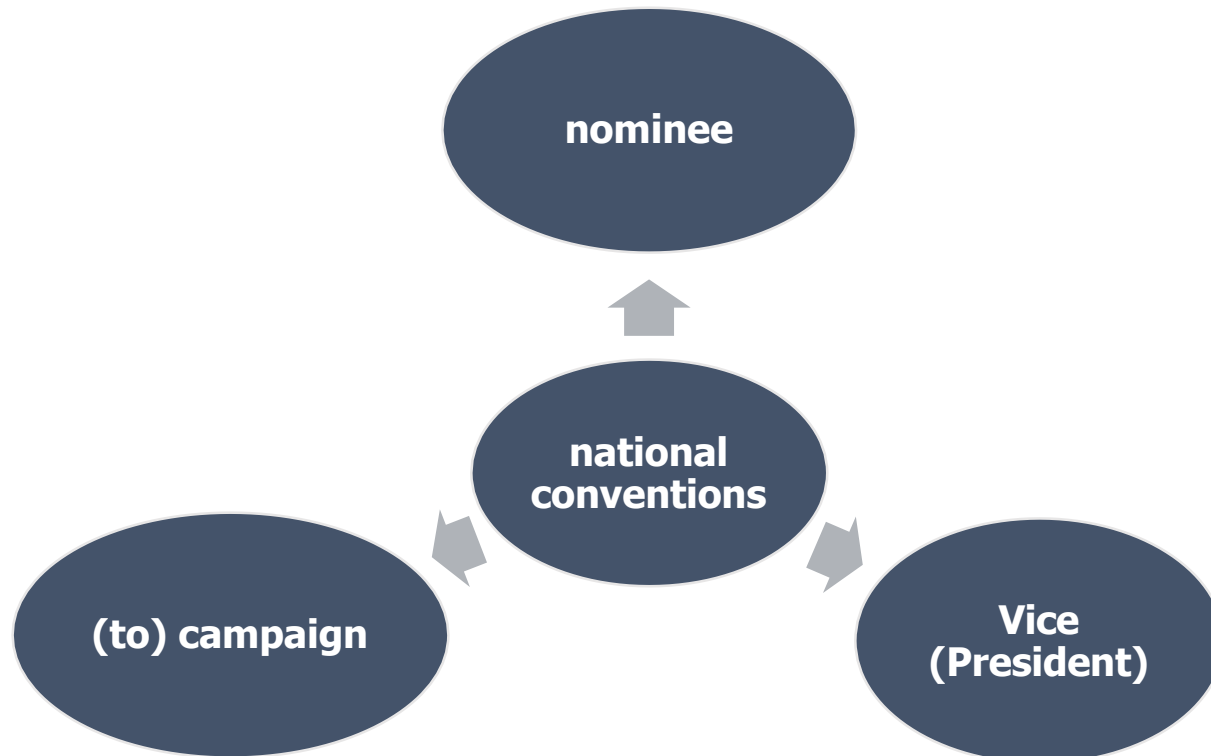 nominee
national
conventions
(to) campaign
Vice
(President)